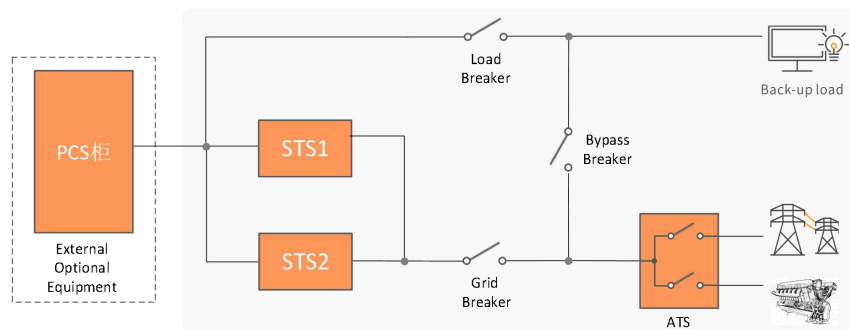 Load
Breaker
Back-up load
PCS柜
STS1
Bypass
Breaker
STS2
External
Optional
Equipment
Grid
Breaker
ATS